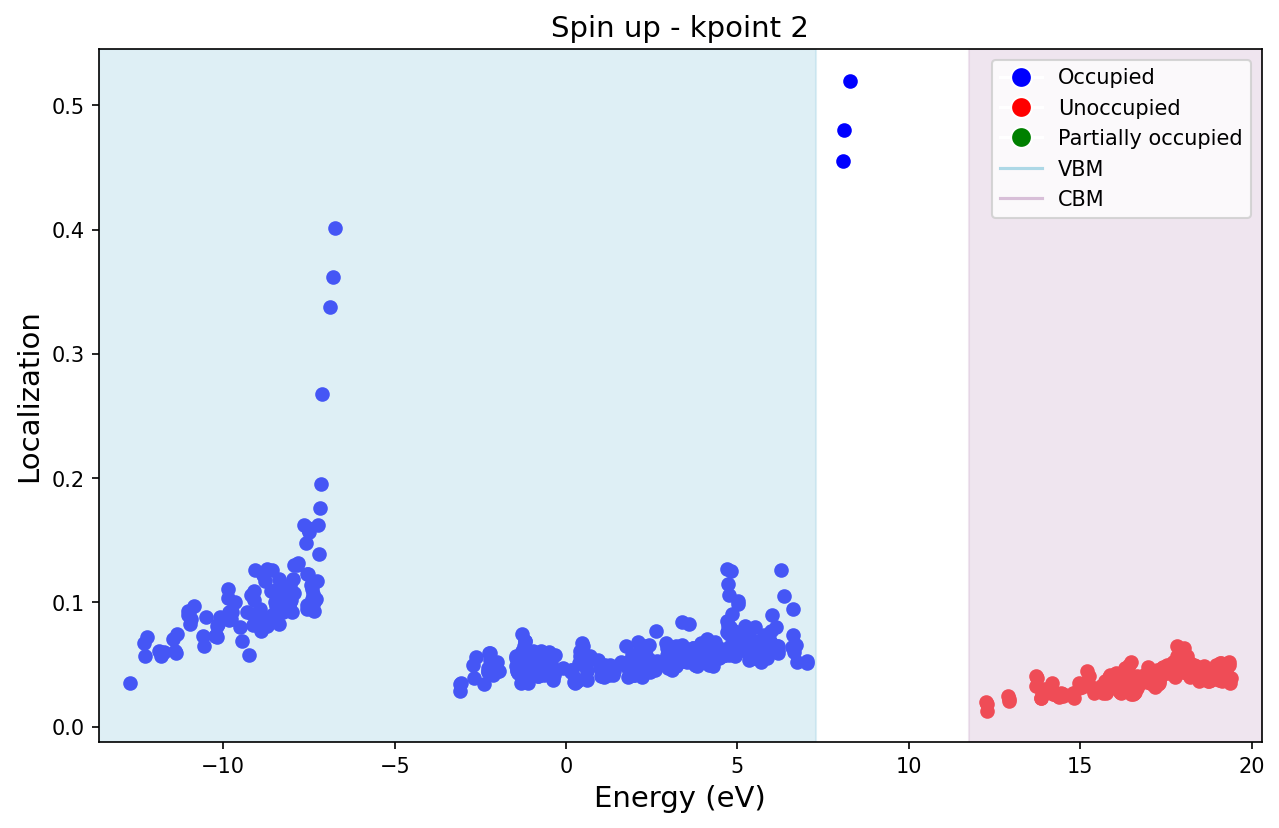 Spin up - kpoint 2
Localization
0.5
0.4
0.3
0.2
0.1
0.0
Occupied
Unoccupied
Partially occupied
VBM
CBM
−10 −5 0 5 10 15 20
Energy (eV)